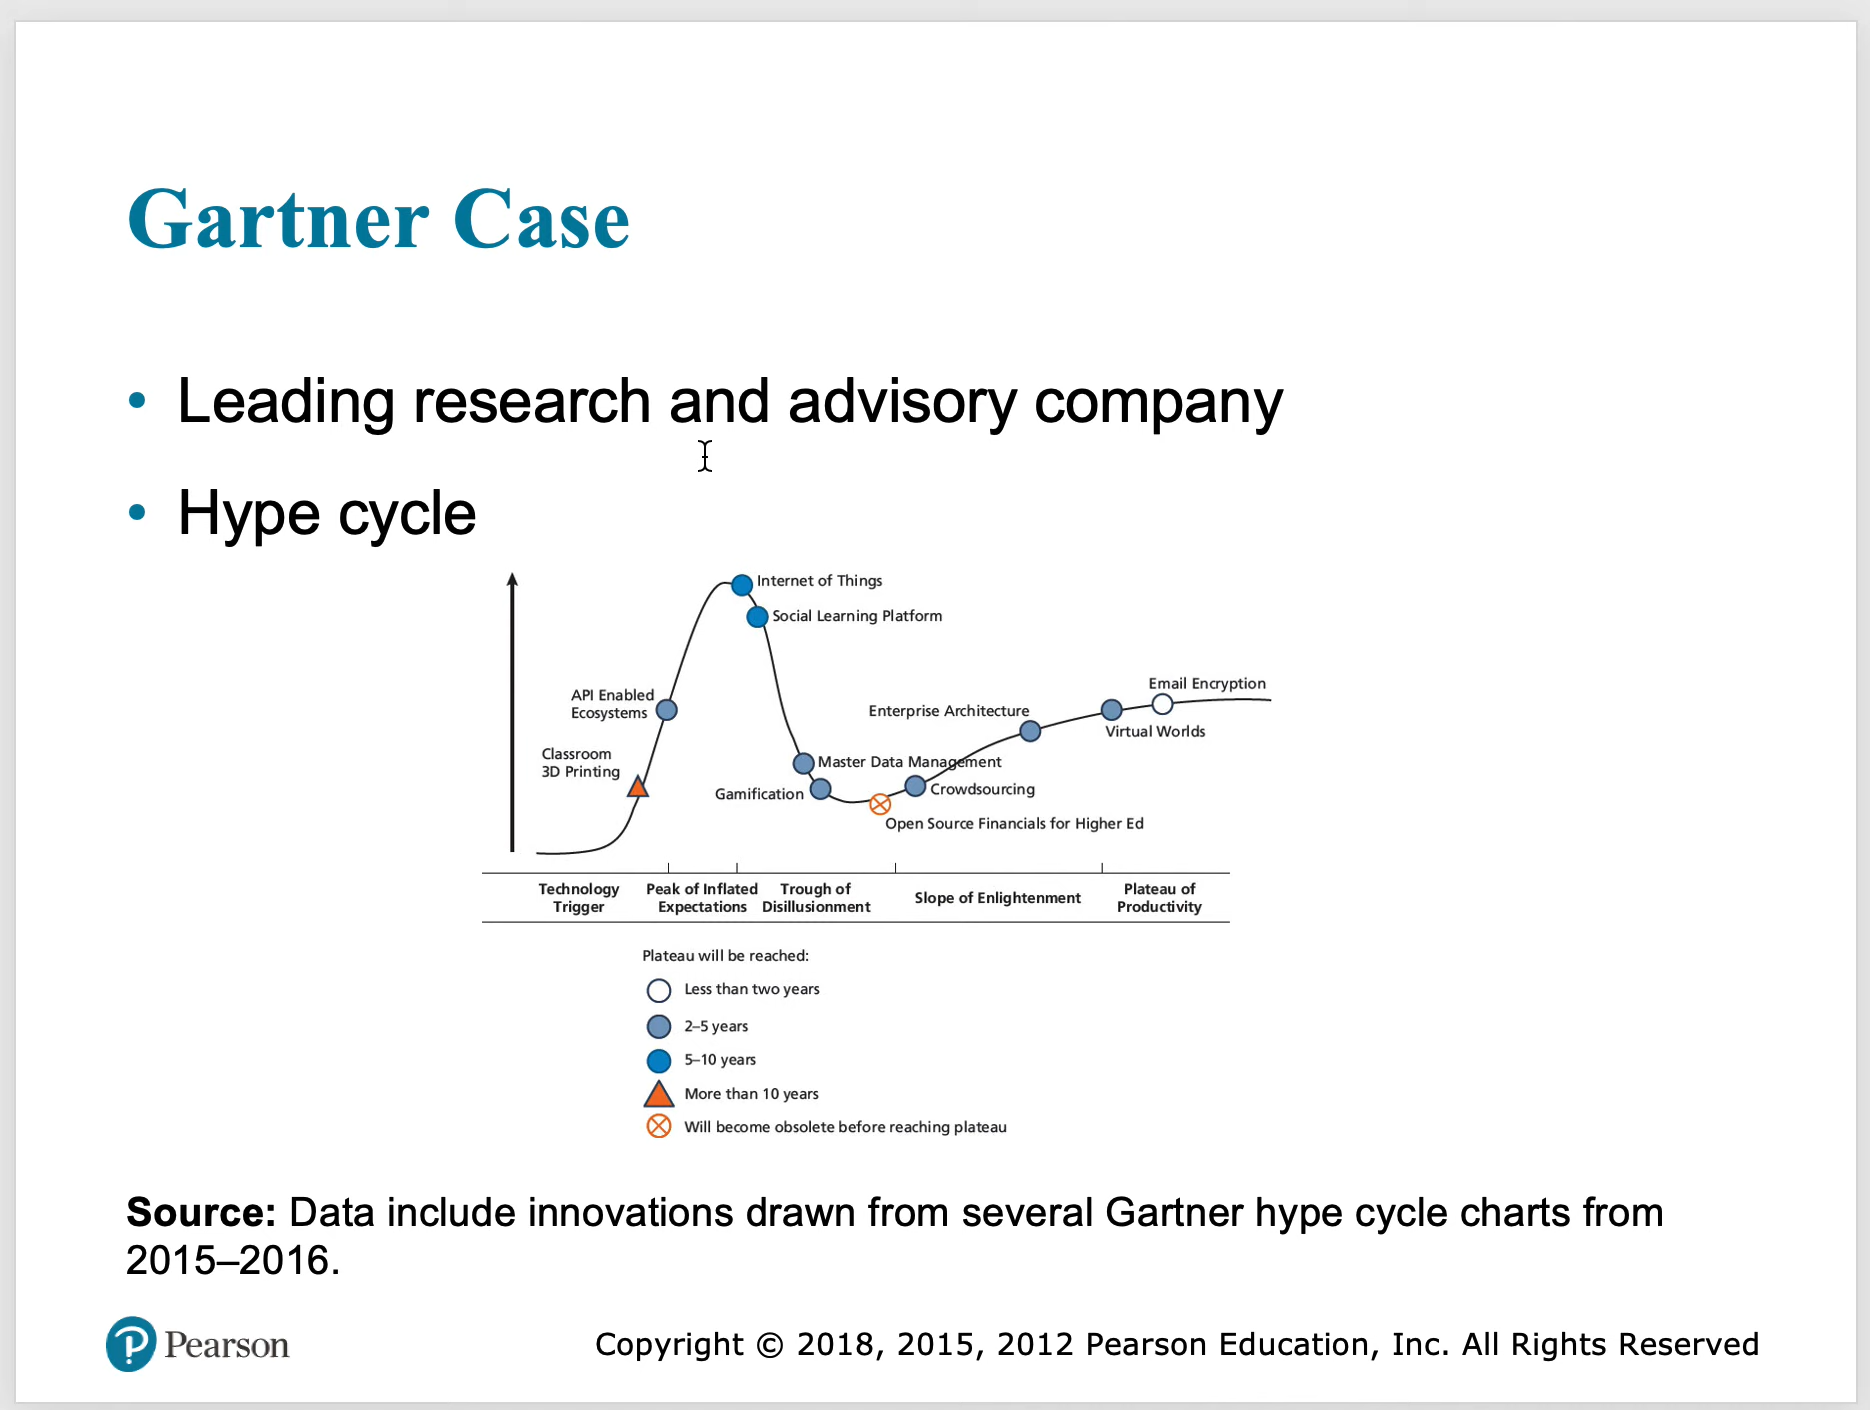 Gartner Case
• Leading research and advisory company
• Hype cycle
Internet of Things
Social Learning Platform
API Enabled
Ecosystems
Classroom
3D Printing
Master Data Management
Gamification
Enterprise Architecture
Email Encryption
Virtual Worlds
Crowdsourcing
Open Source Financials for Higher Ed
Technology
Trigger
Peak of Inflated
Expectations
Trough of
Disillusionment
Slope of Enlightenment
Plateau of
Productivity
Plateau will be reached:
Less than two years
2–5 years
5–10 years
More than 10 years
Will become obsolete before reaching plateau
Source: Data include innovations drawn from several Gartner hype cycle charts from
2015–2016.
P Pearson
Copyright © 2018, 2015, 2012 Pearson Education, Inc. All Rights Reserved